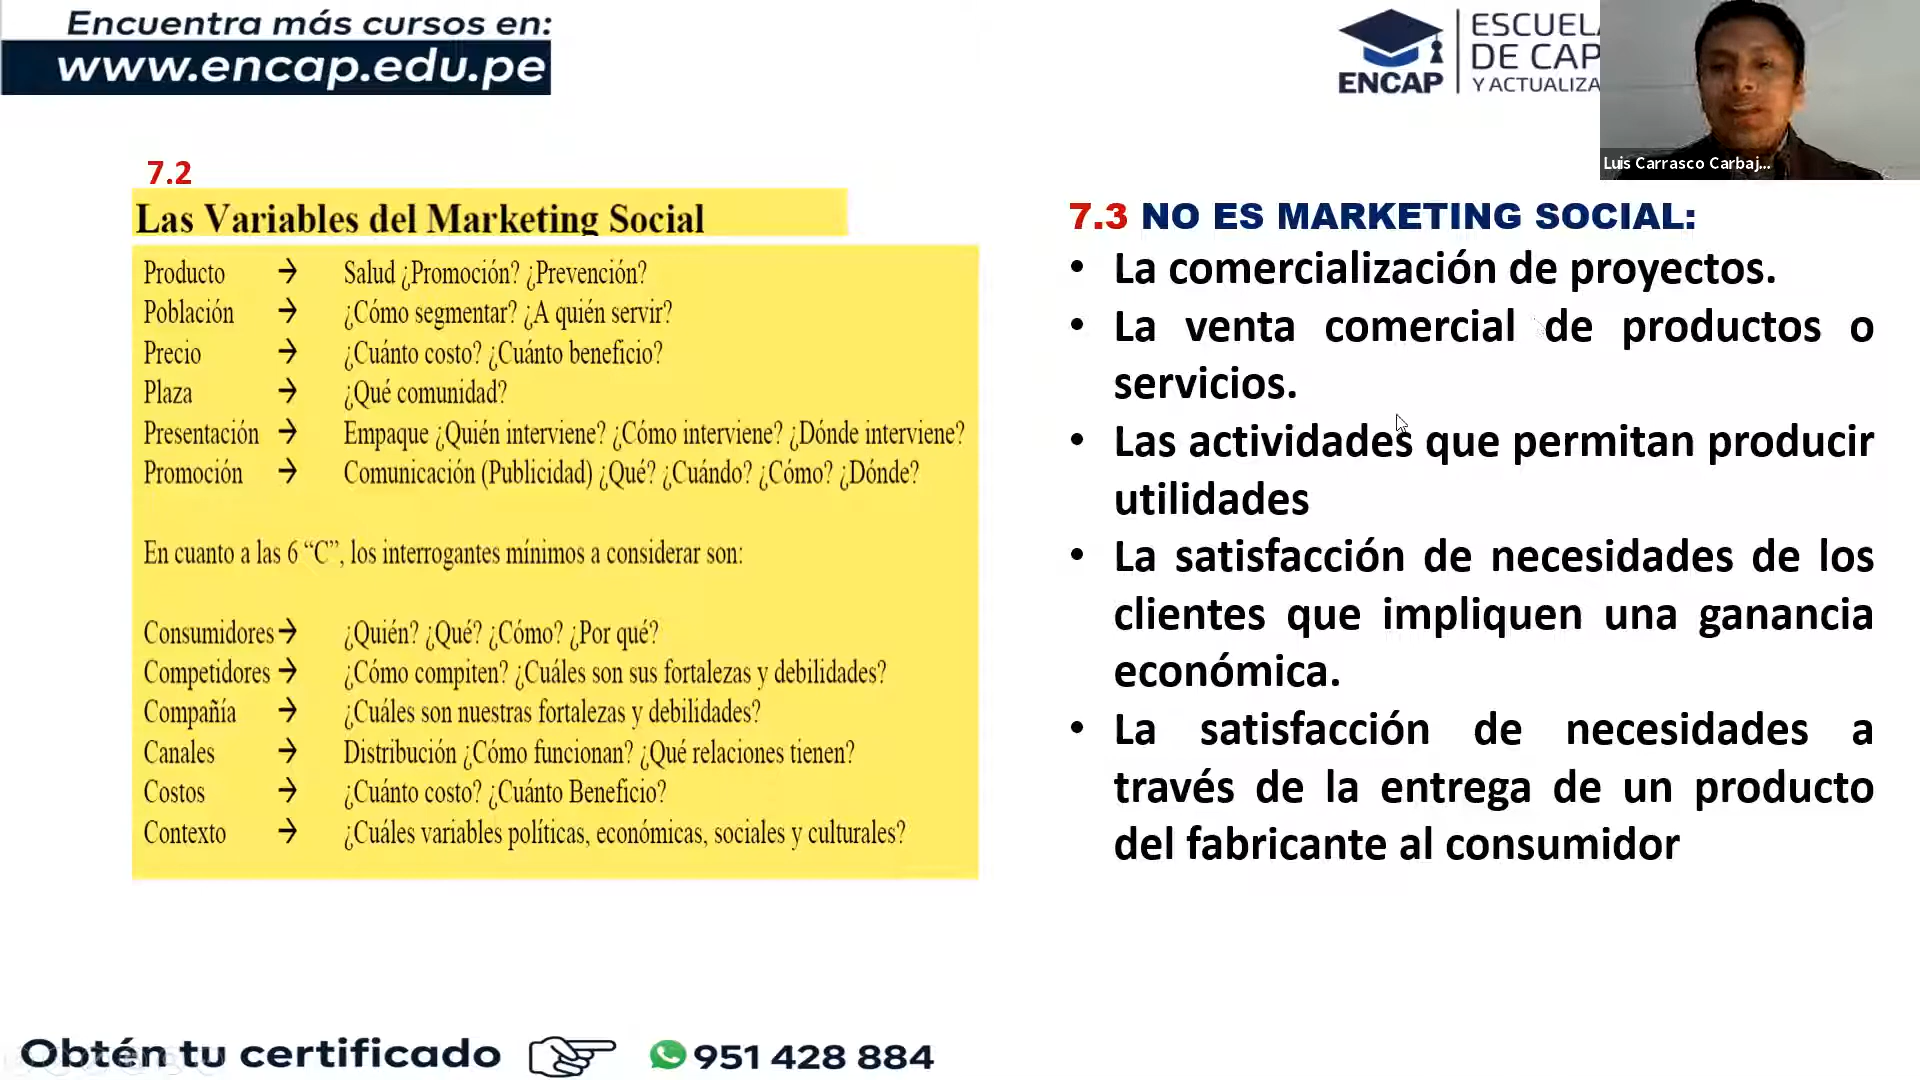 Encuentra más cursos en:
www.encap.edu.pe
ENCAP
ESCUELA
DE CAP
Y ACTUALIZA
Luis Carrasco Carbaj...
7.2
Las Variables del Marketing Social
Producto → Salud ¿Promoción? ¿Prevención?
Población → ¿Cómo segmentar? ¿A quién servir?
Precio → ¿Cuánto costo? ¿Cuánto beneficio?
Plaza → ¿Qué comunidad?
Presentación → Empaque ¿Quién interviene? ¿Cómo interviene? ¿Dónde interviene?
Promoción → Comunicación (Publicidad) ¿Qué? ¿Cuándo? ¿Cómo? ¿Dónde?
En cuanto a las 6 “C”, los interrogantes mínimos a considerar son:
Consumidores → ¿Quién? ¿Qué? ¿Cómo? ¿Por qué?
Competidores → ¿Cómo compiten? ¿Cuáles son sus fortalezas y debilidades?
Compañía → ¿Cuáles son nuestras fortalezas y debilidades?
Canales → Distribución ¿Cómo funcionan? ¿Qué relaciones tienen?
Costos → ¿Cuánto costo? ¿Cuánto Beneficio?
Contexto → ¿Cuáles variables políticas, económicas, sociales y culturales?
7.3 NO ES MARKETING SOCIAL:
• La comercialización de proyectos.
• La venta comercial de productos o
servicios.
• Las actividades que permitan producir
utilidades
• La satisfacción de necesidades de los
clientes que impliquen una ganancia
económica.
• La satisfacción de necesidades a
través de la entrega de un producto
del fabricante al consumidor
Obtén tu certificado
951 428 884